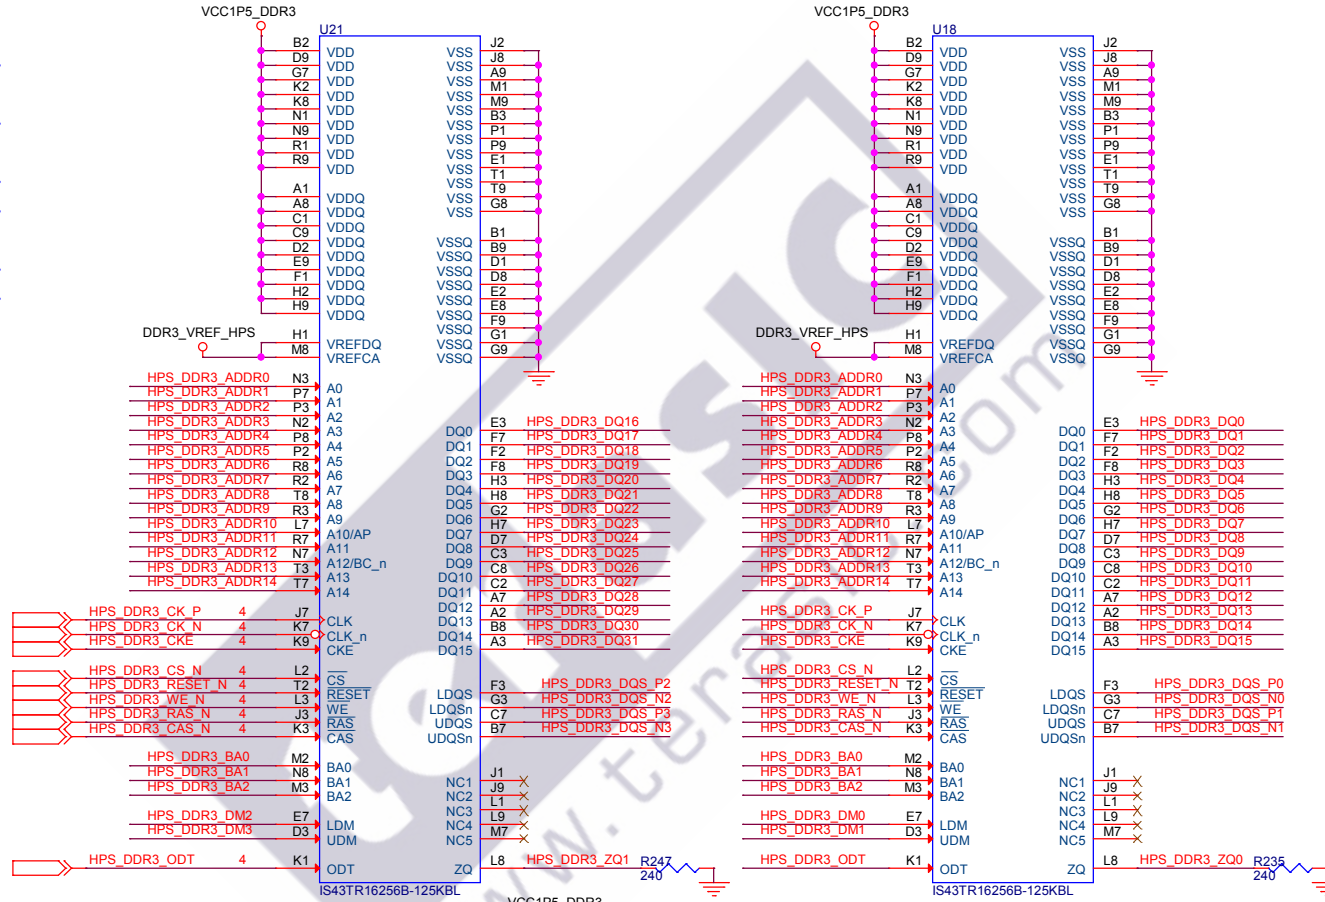 VCC1P5_DDR3
U21
B2 VDD VSS J2
D9 VDD VSS J8
G7 VDD VSS A9
K2 VDD VSS M1
K8 VDD VSS M9
N1 VDD VSS B3
N9 VDD VSS P1
R1 VDD VSS P9
R9 VDD VSS E1
VSS T1
A1 VDDQ VSS T9
A8 VDDQ VSS G8
C1 VDDQ
C9 VDDQ VSSQ B1
D2 VDDQ VSSQ B9
E9 VDDQ VSSQ D1
F1 VDDQ VSSQ D8
H2 VDDQ VSSQ E2
H9 VDDQ VSSQ E8
VSSQ F9
DDR3_VREF_HPS
H1 VREFDQ VSSQ G1
M8 VREFCA VSSQ G9
HPS_DDR3_ADDR0 N3 A0
HPS_DDR3_ADDR1 P7 A1
HPS_DDR3_ADDR2 P3 A2
HPS_DDR3_ADDR3 N2 A3 DQ0 E3 HPS_DDR3_DQ16
HPS_DDR3_ADDR4 P8 A4 DQ1 F7 HPS_DDR3_DQ17
HPS_DDR3_ADDR5 P2 A5 DQ2 F2 HPS_DDR3_DQ18
HPS_DDR3_ADDR6 R8 A6 DQ3 F8 HPS_DDR3_DQ19
HPS_DDR3_ADDR7 R2 A7 DQ4 H3 HPS_DDR3_DQ20
HPS_DDR3_ADDR8 T8 A8 DQ5 H8 HPS_DDR3_DQ21
HPS_DDR3_ADDR9 R3 A9 DQ6 G2 HPS_DDR3_DQ22
HPS_DDR3_ADDR10 L7 A10/AP DQ7 H7 HPS_DDR3_DQ23
HPS_DDR3_ADDR11 R7 A11 DQ8 D7 HPS_DDR3_DQ24
HPS_DDR3_ADDR12 N7 A12/BC_n DQ9 C3 HPS_DDR3_DQ25
HPS_DDR3_ADDR13 T3 A13 DQ10 C8 HPS_DDR3_DQ26
HPS_DDR3_ADDR14 T7 A14 DQ11 C2 HPS_DDR3_DQ27
DQ12 A7 HPS_DDR3_DQ28
HPS_DDR3_CK_P 4 J7 CLK DQ13 A2 HPS_DDR3_DQ29
HPS_DDR3_CK_N 4 K7 CLK_n DQ14 B8 HPS_DDR3_DQ30
HPS_DDR3_CKE 4 K9 CKE DQ15 A3 HPS_DDR3_DQ31
HPS_DDR3_CS_N 4 L2 CS
HPS_DDR3_RESET_N 4 T2 RESET LDQS F3 HPS_DDR3_DQS_P2
HPS_DDR3_WE_N 4 L3 WE LDQSn G3 HPS_DDR3_DQS_N2
HPS_DDR3_RAS_N 4 J3 RAS UDQS C7 HPS_DDR3_DQS_P3
HPS_DDR3_CAS_N 4 K3 CAS UDQSn B7 HPS_DDR3_DQS_N3
HPS_DDR3_BA0 M2 BA0
HPS_DDR3_BA1 N8 BA1 NC1 J1
HPS_DDR3_BA2 M3 BA2 NC2 J9
NC3 L1
HPS_DDR3_DM2 E7 LDM NC4 L9
HPS_DDR3_DM3 D3 UDM NC5 M7
HPS_DDR3_ODT 4 K1 ODT ZQ L8 HPS_DDR3_ZQ1 R247
240
IS43TR16256B-125KBL
VCC1P5_DDR3
VCC1P5_DDR3
U18
B2 VDD VSS J2
D9 VDD VSS J8
G7 VDD VSS A9
K2 VDD VSS M1
K8 VDD VSS M9
N1 VDD VSS B3
N9 VDD VSS P1
R1 VDD VSS P9
R9 VDD VSS E1
VSS T1
A1 VDDQ VSS T9
A8 VDDQ VSS G8
C1 VDDQ
C9 VDDQ VSSQ B1
D2 VDDQ VSSQ B9
E9 VDDQ VSSQ D1
F1 VDDQ VSSQ D8
H2 VDDQ VSSQ E2
H9 VDDQ VSSQ E8
VSSQ F9
DDR3_VREF_HPS
H1 VREFDQ VSSQ G1
M8 VREFCA VSSQ G9
HPS_DDR3_ADDR0 N3 A0
HPS_DDR3_ADDR1 P7 A1
HPS_DDR3_ADDR2 P3 A2
HPS_DDR3_ADDR3 N2 A3 DQ0 E3 HPS_DDR3_DQ0
HPS_DDR3_ADDR4 P8 A4 DQ1 F7 HPS_DDR3_DQ1
HPS_DDR3_ADDR5 P2 A5 DQ2 F2 HPS_DDR3_DQ2
HPS_DDR3_ADDR6 R8 A6 DQ3 F8 HPS_DDR3_DQ3
HPS_DDR3_ADDR7 R2 A7 DQ4 H3 HPS_DDR3_DQ4
HPS_DDR3_ADDR8 T8 A8 DQ5 H8 HPS_DDR3_DQ5
HPS_DDR3_ADDR9 R3 A9 DQ6 G2 HPS_DDR3_DQ6
HPS_DDR3_ADDR10 L7 A10/AP DQ7 H7 HPS_DDR3_DQ7
HPS_DDR3_ADDR11 R7 A11 DQ8 D7 HPS_DDR3_DQ8
HPS_DDR3_ADDR12 N7 A12/BC_n DQ9 C3 HPS_DDR3_DQ9
HPS_DDR3_ADDR13 T3 A13 DQ10 C8 HPS_DDR3_DQ10
HPS_DDR3_ADDR14 T7 A14 DQ11 C2 HPS_DDR3_DQ11
DQ12 A7 HPS_DDR3_DQ12
HPS_DDR3_CK_P J7 CLK DQ13 A2 HPS_DDR3_DQ13
HPS_DDR3_CK_N K7 CLK_n DQ14 B8 HPS_DDR3_DQ14
HPS_DDR3_CKE K9 CKE DQ15 A3 HPS_DDR3_DQ15
HPS_DDR3_CS_N L2 CS
HPS_DDR3_RESET_N T2 RESET LDQS F3 HPS_DDR3_DQS_P0
HPS_DDR3_WE_N L3 WE LDQSn G3 HPS_DDR3_DQS_N0
HPS_DDR3_RAS_N J3 RAS UDQS C7 HPS_DDR3_DQS_P1
HPS_DDR3_CAS_N K3 CAS UDQSn B7 HPS_DDR3_DQS_N1
HPS_DDR3_BA0 M2 BA0
HPS_DDR3_BA1 N8 BA1 NC1 J1
HPS_DDR3_BA2 M3 BA2 NC2 J9
NC3 L1
HPS_DDR3_DM0 E7 LDM NC4 L9
HPS_DDR3_DM1 D3 UDM NC5 M7
HPS_DDR3_ODT K1 ODT ZQ L8 HPS_DDR3_ZQ0 R235
240
IS43TR16256B-125KBL
terasic
www.terasic.com